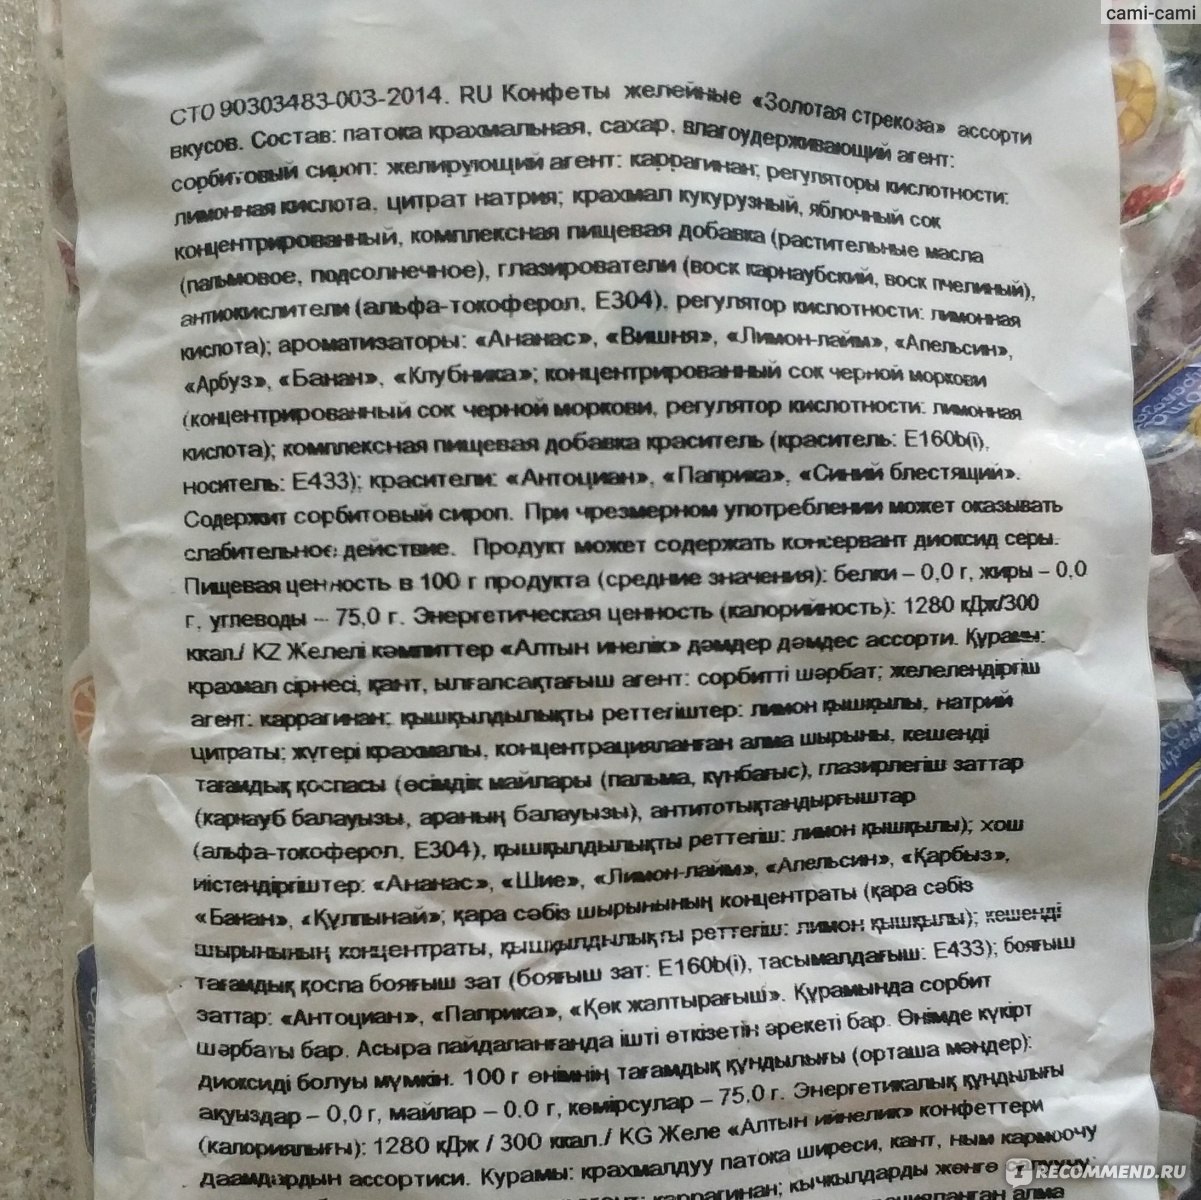 cami-cami
СТО 90303483-003-2014. RU Конфеты желейные «Золотая стрекоза» ассорти
вкусов. Состав: патока крахмальная, сахар, влагоудерживающий агент:
сорбитовый сироп; желирующий агент: каррагинан; регуляторы кислотности:
лимонная кислота, цитрат натрия; крахмал кукурузный, яблочный сок
концентрированный, комплексная пищевая добавка (растительные масла
(пальмовое, подсолнечное), глазирователи (воск карнаубский, воск пчелиный),
антиокислители (альфа-токоферол, Е304), регулятор кислотности: лимонная
кислота); ароматизаторы: «Ананас», «Вишня», «Лимон-лайм», «Апельсин»,
«Арбуз», «Банан», «Клубника»; концентрированный сок черной моркови
(концентрированный сок черной моркови, регулятор кислотности: лимонная
кислота); комплексная пищевая добавка краситель (краситель: Е160b(i),
носитель: Е433); красители: «Антоциан», «Паприка», «Синий блестящий».
Содержит сорбитовый сироп. При чрезмерном употреблении может оказывать
слабительное действие. Продукт может содержать консервант диоксид серы.
Пищевая ценность в 100 г продукта (средние значения): белки – 0,0 г, жиры – 0,0
г, углеводы – 75,0 г. Энергетическая ценность (калорийность): 1280 кДж/300
ккал./ KZ Желелі кәмпиттер «Алтын инелік» дәмдер дәмдес ассорти. Құрамы:
крахмал сірнесі, қант, ылғалсақтағыш агент: сорбитті шәрбат; желелендіргіш
агент: каррагинан; қышқылдылықты реттегіштер: лимон қышқылы, натрий
цитраты; жүгері крахмалы, концентрацияланған алма шырыны, кешенді
тағамдық қоспасы (өсімдік майлары (пальма, күнбағыс), глазирлегіш заттар
(карнауб балауызы, араның балауызы), антитотықтандырғыштар
(альфа-токоферол, Е304), қышқылдылықты реттегіш: лимон қышқылы); хош
иістендіргіштер: «Ананас», «Шие», «Лимон-лайм», «Апельсин», «Қарбыз»,
«Банан», «Құлпынай»; қара сәбіз шырынының концентраты (қара сәбіз
шырынының концентраты, қышқылдылықты реттегіш: лимон қышқылы); кешенді
тағамдық қоспа бояғыш зат (бояғыш зат: Е160b(i), тасымалдағыш: Е433); бояғыш
заттар: «Антоциан», «Паприка», «Көк жалтырағыш». Құрамында сорбит
шәрбаты бар. Асыра пайдаланғанда ішті өткізетін әрекеті бар. Өнімде күкірт
диоксиді болуы мүмкін. 100 г өнімнің тағамдық құндылығы (орташа мәндер):
ақуыздар – 0,0 г, майлар – 0,0 г, көмірсулар – 75,0 г. Энергетикалық құндылығы
(калориялығы): 1280 кДж / 300 ккал./ KG Желе «Алтын ийнелик» конфеттери
даамдардын ассортиси. Курамы: крахмалдуу патока ширеси, кант, ным кармоочу
каррагинан; кычкылдарды жөнгө
алма
RECOMMEND.RU